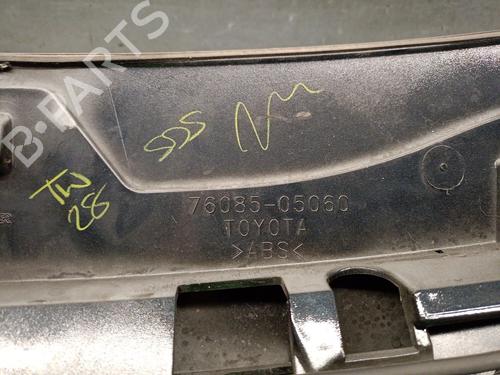 B-PARTS
SSS
TW
28
76085-05060
TOYOTA
>ABS<